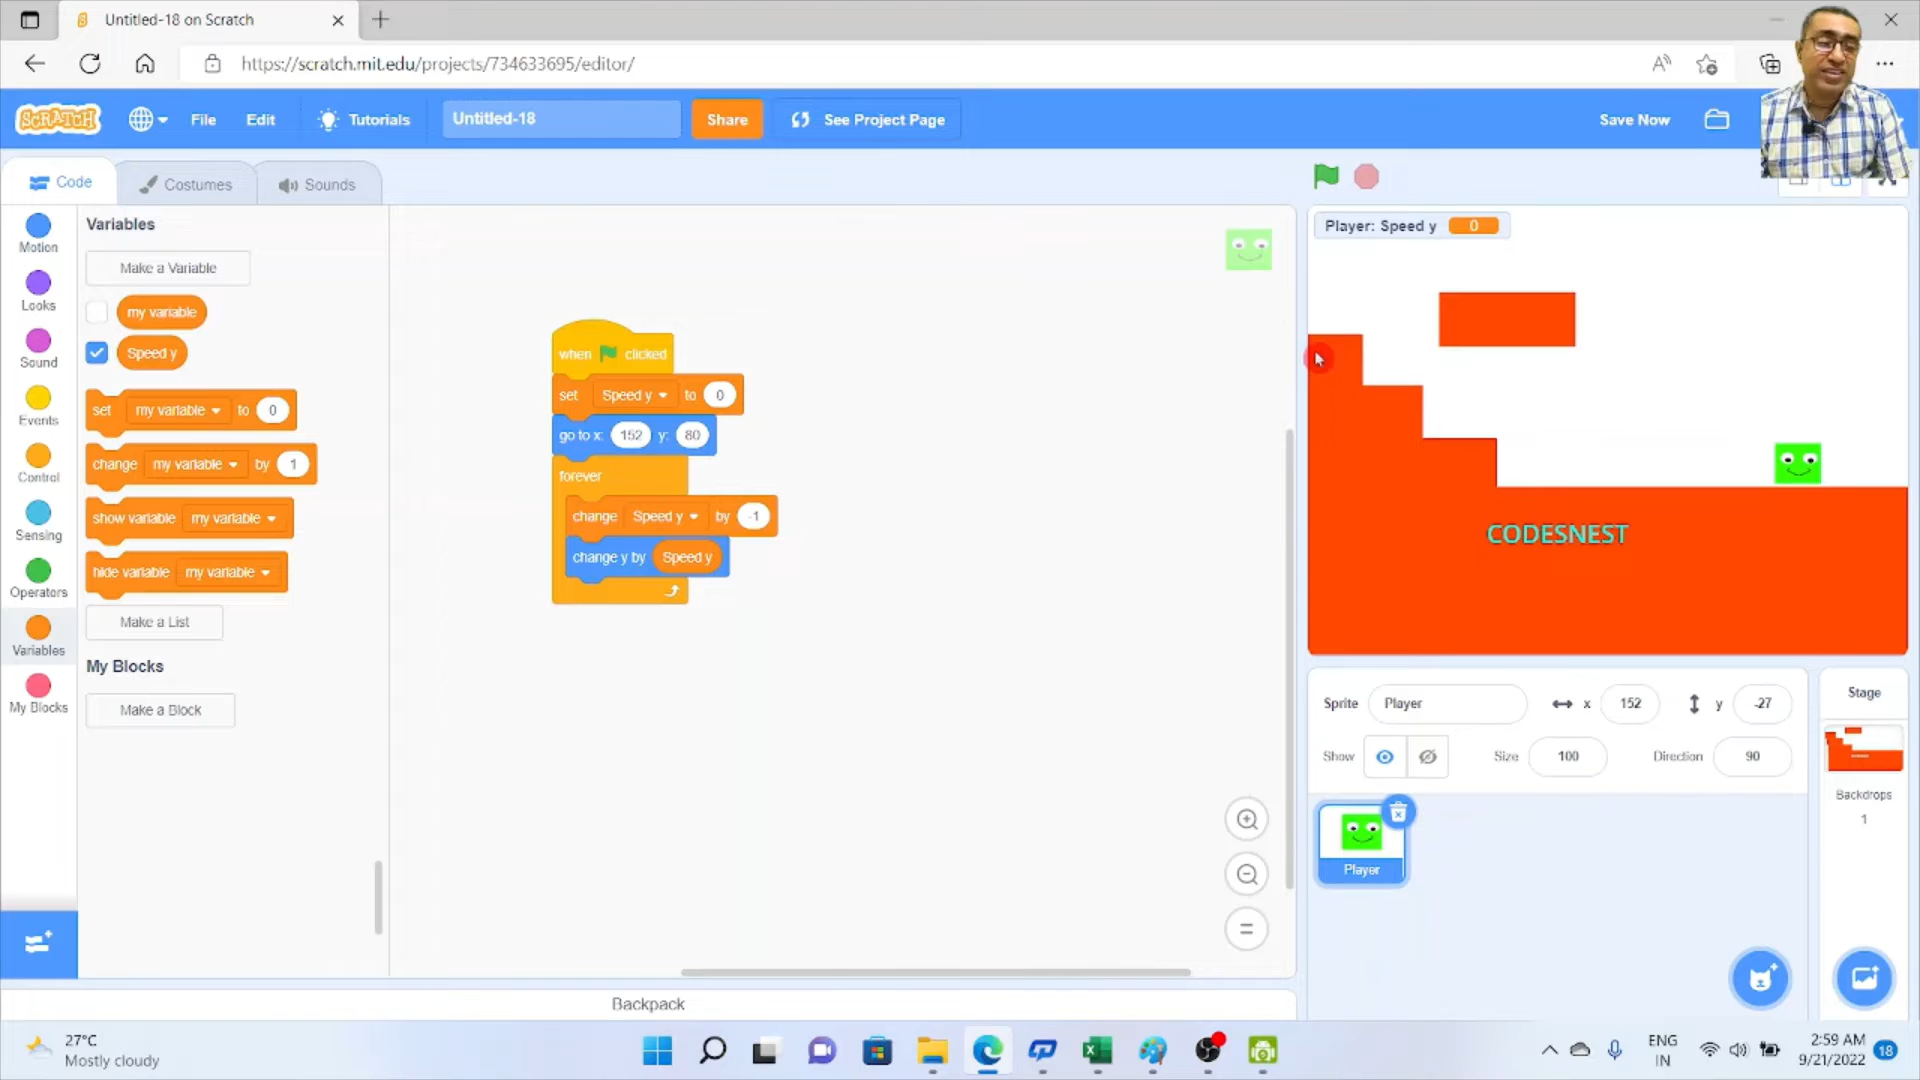 Untitled-18 on Scratch
https://scratch.mit.edu/projects/734633695/editor/
SCRATCH
File
Edit
Tutorials
Untitled-18
Share
See Project Page
Save Now
Code
Costumes
Sounds
Motion
Looks
Sound
Events
Control
Sensing
Operators
Variables
My Blocks
Variables
Make a Variable
my variable
Speed y
set my variable to 0
change my variable by 1
show variable my variable
hide variable my variable
Make a List
My Blocks
Make a Block
when clicked
set Speed y to 0
go to x: 152 y: 80
forever
change Speed y by -1
change y by Speed y
Backpack
Player: Speed y 0
CODESNEST
Sprite Player x 152 y -27
Show Size 100 Direction 90
Player
Stage
Backdrops
1
27°C
Mostly cloudy
ENG
IN
2:59 AM
9/21/2022
18